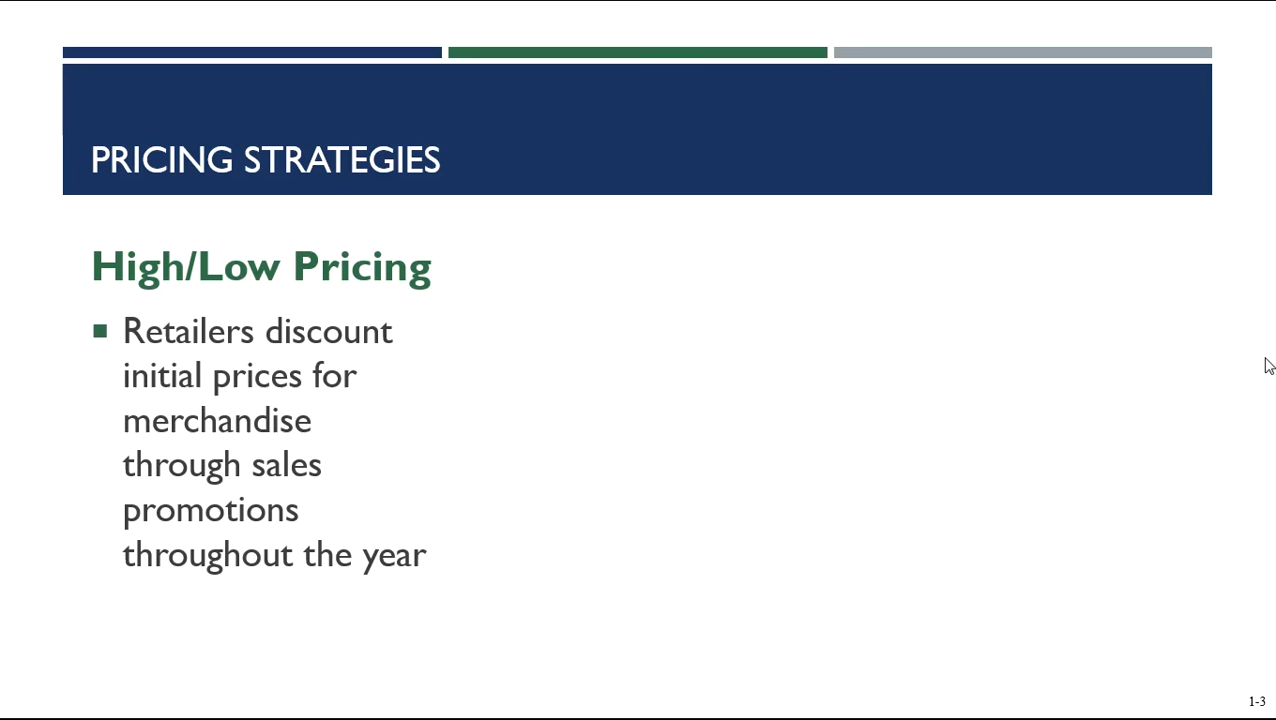 PRICING STRATEGIES
High/Low Pricing
Retailers discount
initial prices for
merchandise
through sales
promotions
throughout the year
1-3